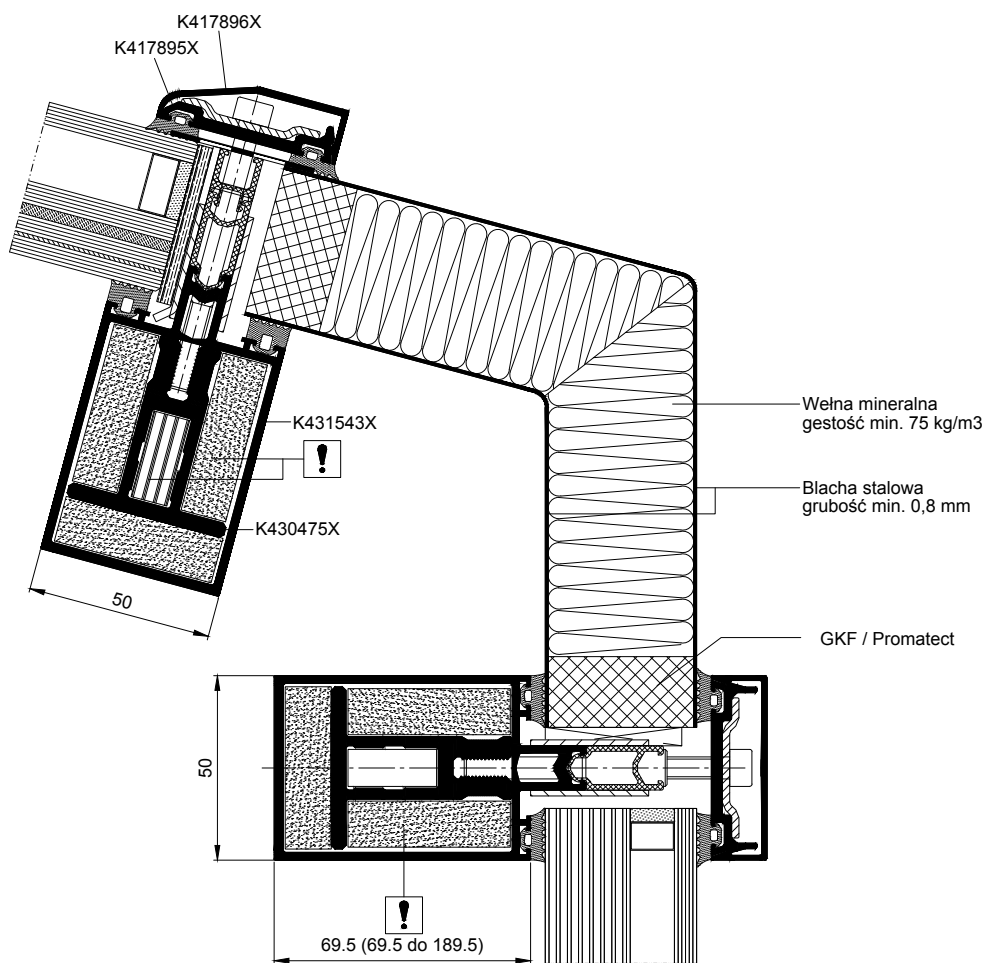 K417896X
K417895X
K431543X
!
K430475X
50
Wełna mineralna
gestość min. 75 kg/m3
Blacha stalowa
grubość min. 0,8 mm
GKF / Promatect
50
!
69.5 (69.5 do 189.5)